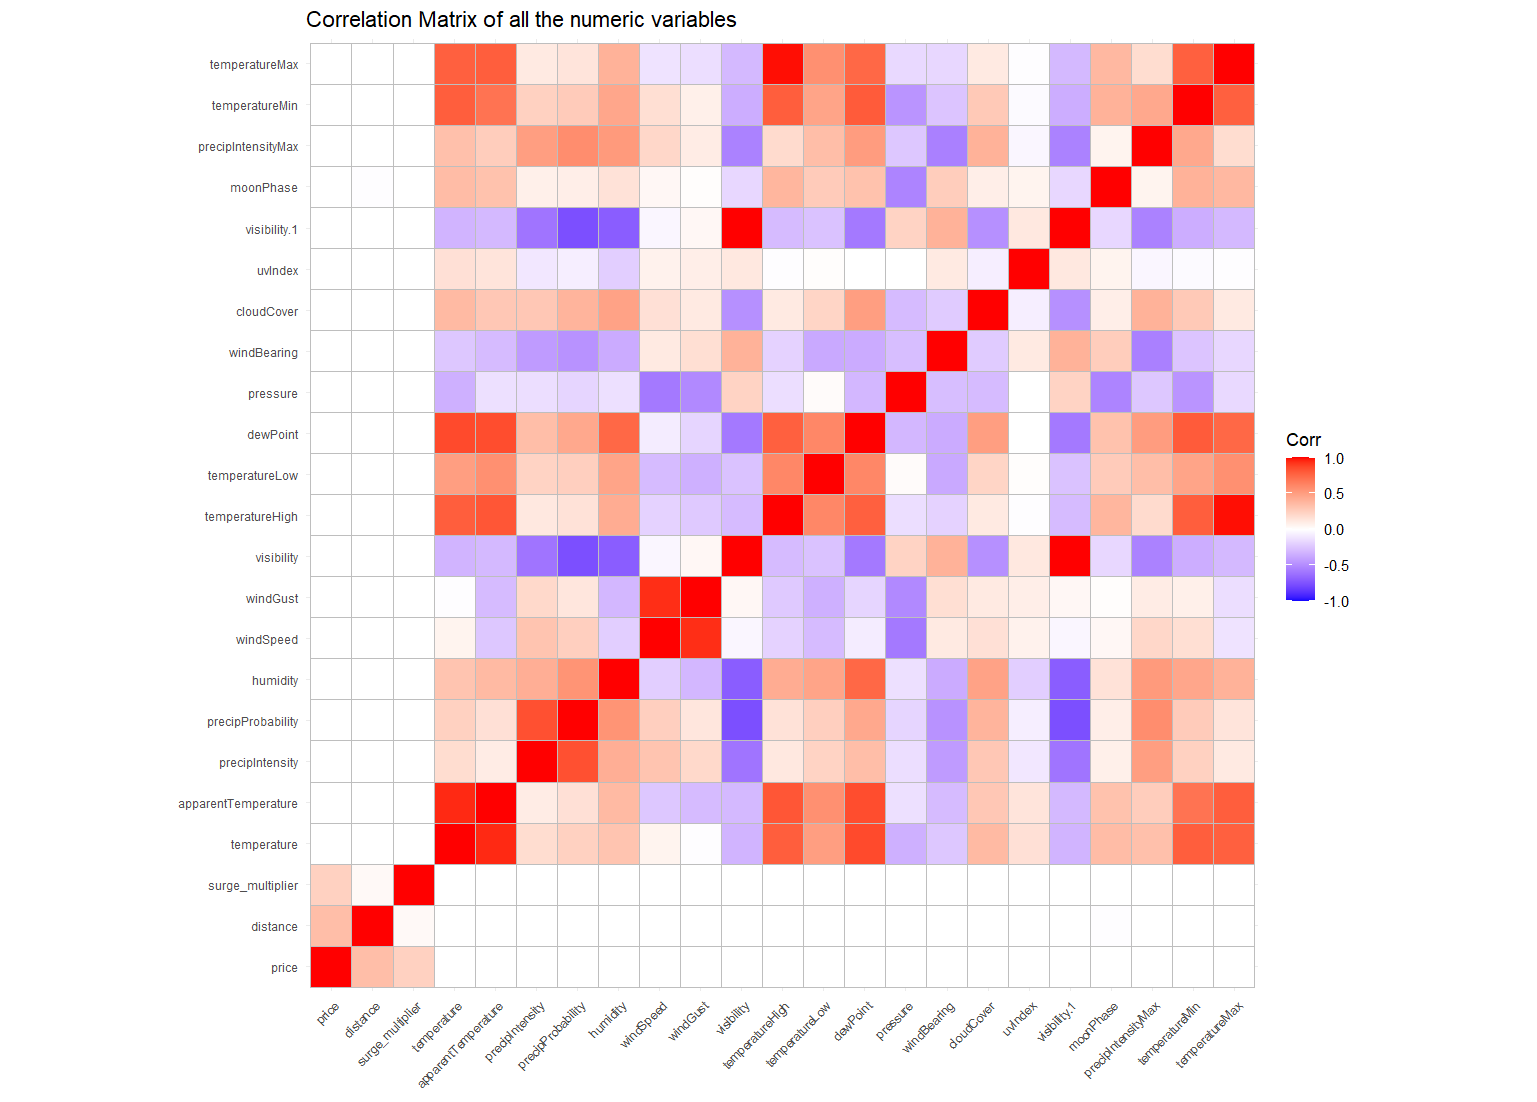 Correlation Matrix of all the numeric variables
temperatureMax
temperatureMin
precipIntensityMax
moonPhase
visibility.1
uvIndex
cloudCover
windBearing
pressure
dewPoint
temperatureLow
temperatureHigh
visibility
windGust
windSpeed
humidity
precipProbability
precipIntensity
apparentTemperature
temperature
surge_multiplier
distance
price
price
distance
surge_multiplier
temperature
apparentTemperature
precipIntensity
precipProbability
humidity
windSpeed
windGust
visibility
temperatureHigh
temperatureLow
dewPoint
pressure
windBearing
cloudCover
uvIndex
visibility.1
moonPhase
precipIntensityMax
temperatureMin
temperatureMax
Corr
1.0
0.5
0.0
-0.5
-1.0